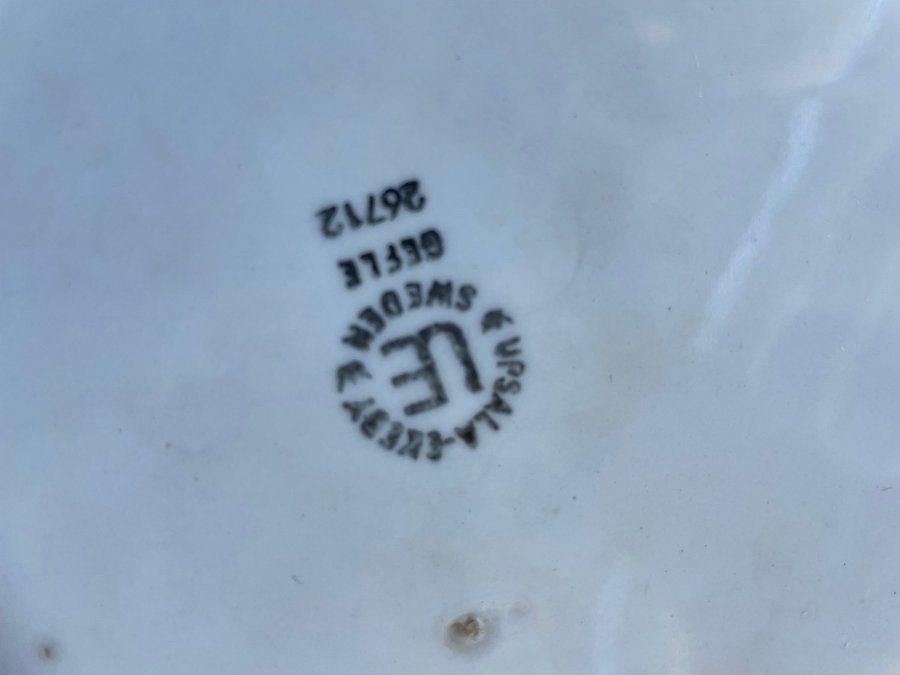 UPSALA-EKEBY
UE
SWEDEN
GEFLE
26712